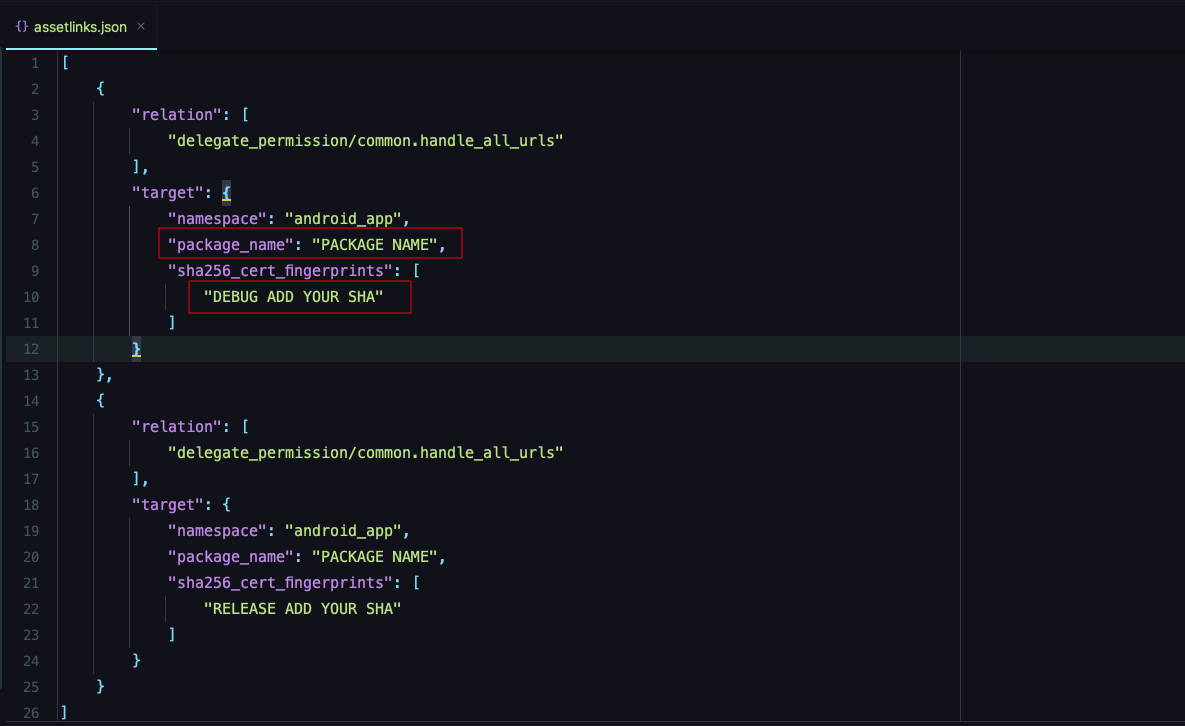 {} assetlinks.json ×
1 [
2 {
3 "relation": [
4 "delegate_permission/common.handle_all_urls"
5 ],
6 "target": {
7 "namespace": "android_app",
8 "package_name": "PACKAGE NAME",
9 "sha256_cert_fingerprints": [
10 "DEBUG ADD YOUR SHA"
11 ]
12 }
13 },
14 {
15 "relation": [
16 "delegate_permission/common.handle_all_urls"
17 ],
18 "target": {
19 "namespace": "android_app",
20 "package_name": "PACKAGE NAME",
21 "sha256_cert_fingerprints": [
22 "RELEASE ADD YOUR SHA"
23 ]
24 }
25 }
26 ]